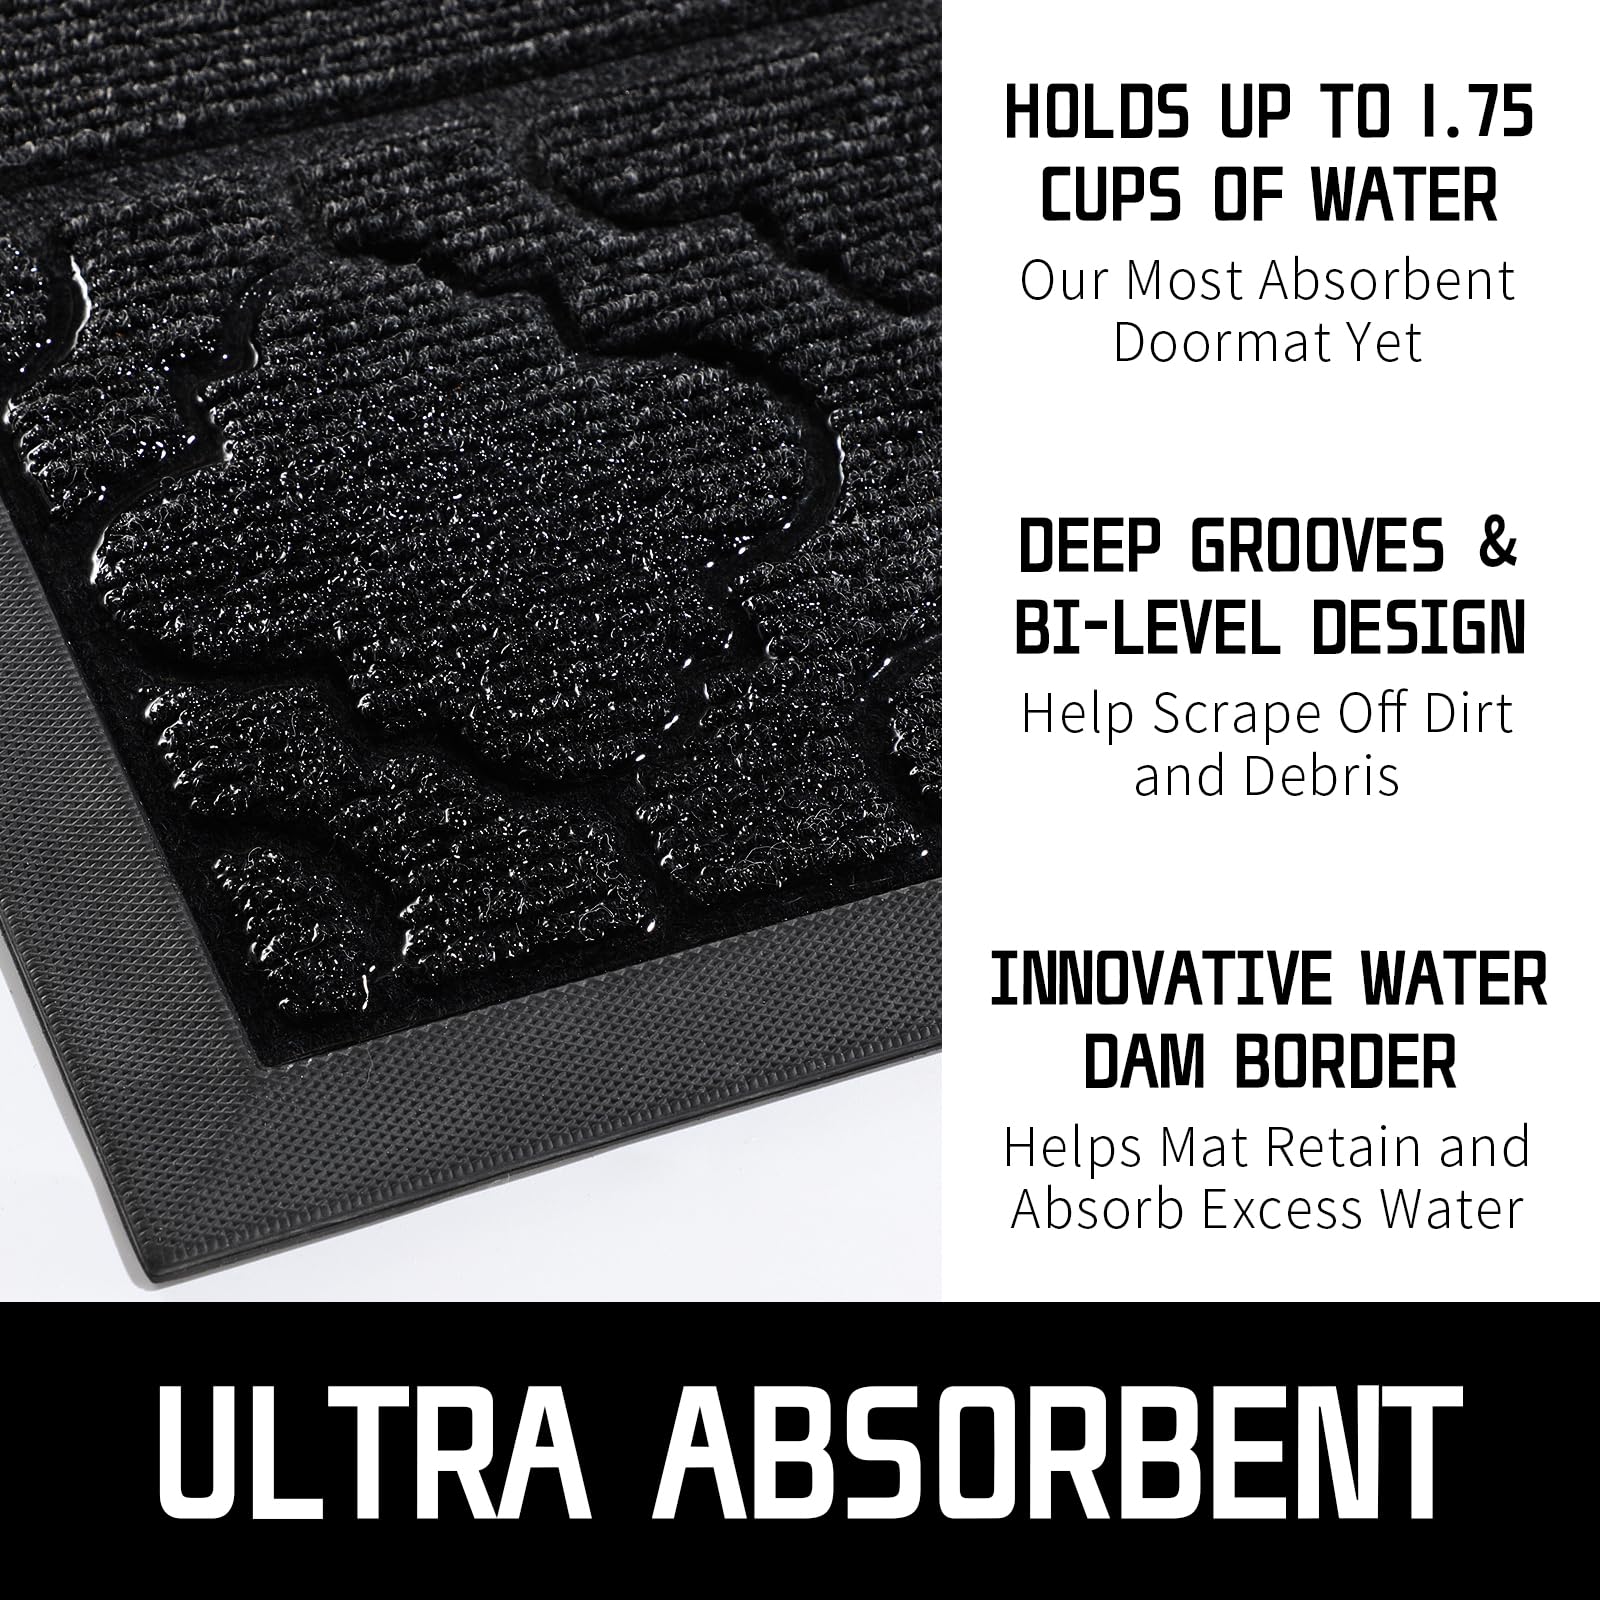 HOLDS UP TO 1.75
CUPS OF WATER
Our Most Absorbent
Doormat Yet
DEEP GROOVES &
BI-LEVEL DESIGN
Help Scrape Off Dirt
and Debris
INNOVATIVE WATER
DAM BORDER
Helps Mat Retain and
Absorb Excess Water
ULTRA ABSORBENT